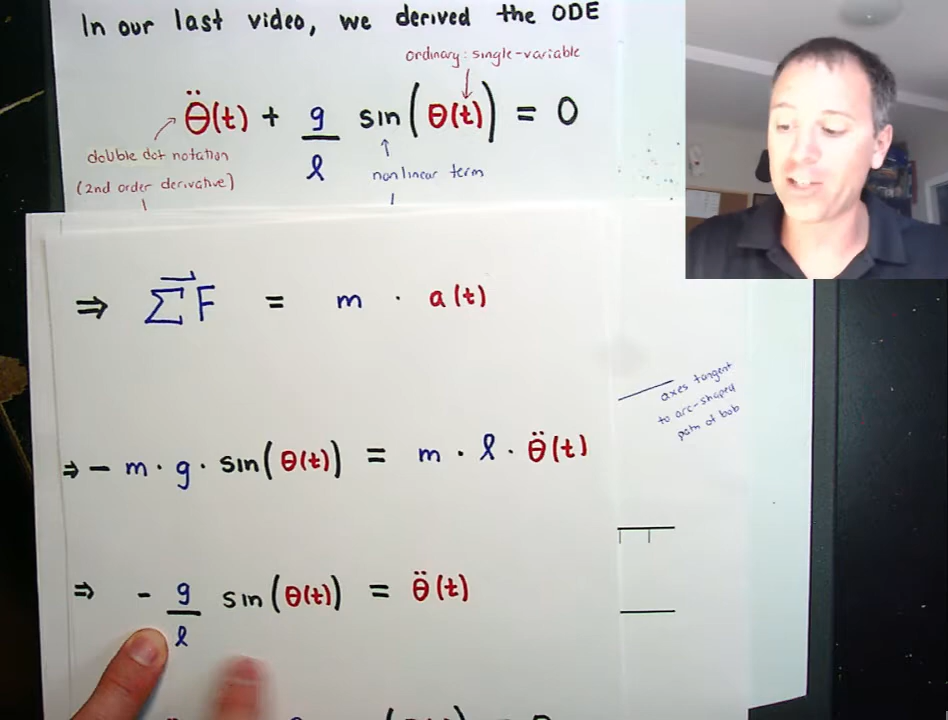 In our last video, we derived the ODE
ordinary: single-variable
θ̈(t) + g/l sin(θ(t)) = 0
double dot notation
(2nd order derivative)
nonlinear term
⇒ ΣF⃗ = m · a(t)
axes tangent
to arc-shaped
path of bob
⇒ - m · g · sin(θ(t)) = m · l · θ̈(t)
⇒ - g/l sin(θ(t)) = θ̈(t)